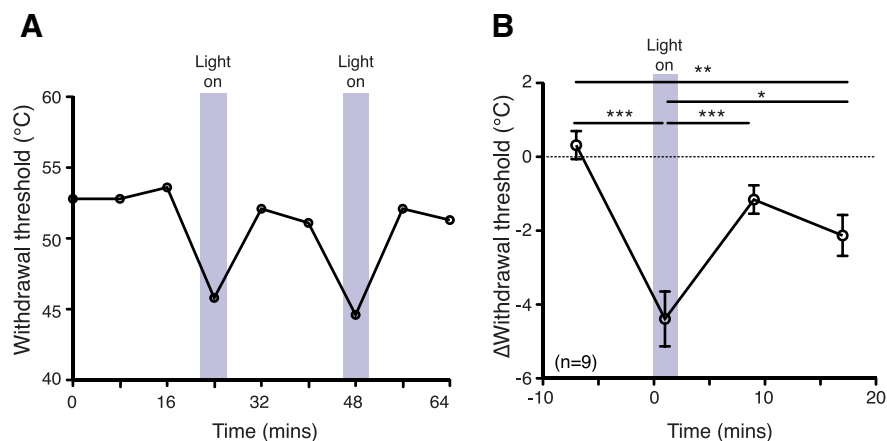 A
Light
on
Light
on
60
55
50
45
40
Withdrawal threshold (°C)
0 16 32 48 64
Time (mins)
B
Light
on
**
*
*** ***
2
0
-2
-4
-6
ΔWithdrawal threshold (°C)
(n=9)
-10 0 10 20
Time (mins)